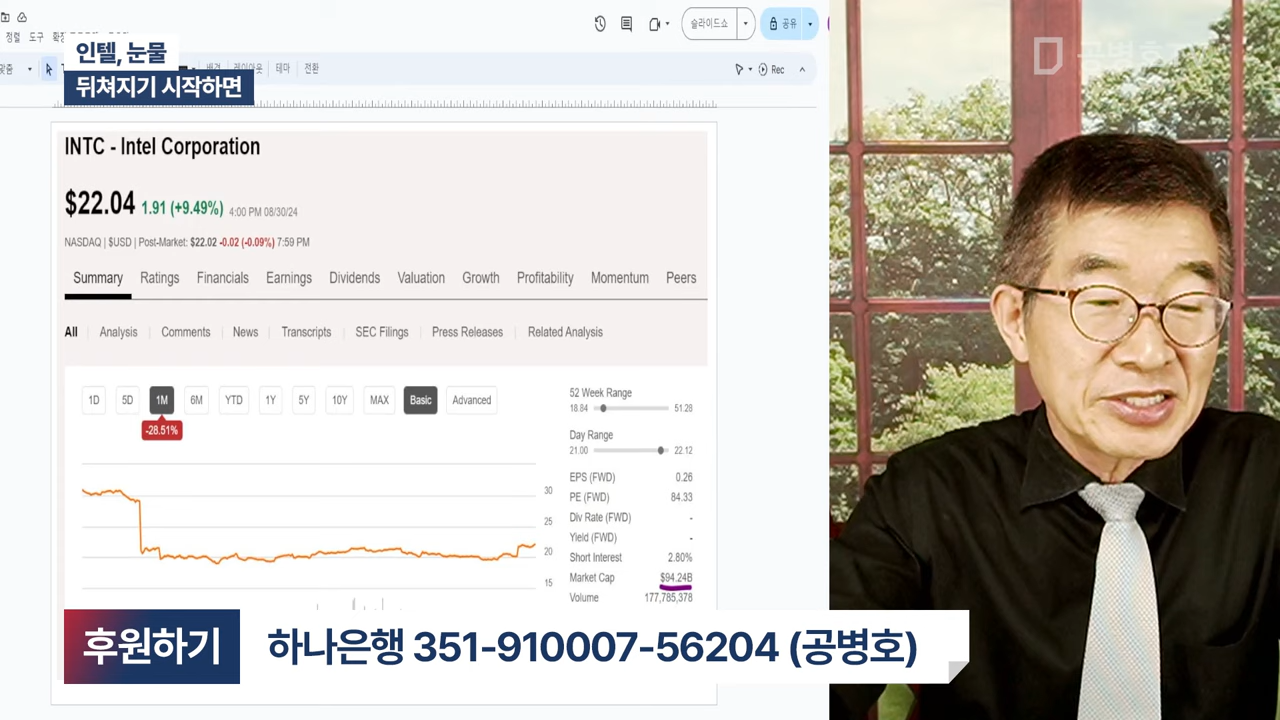 정렬 도구
슬라이드쇼
공유
인텔, 눈물
뒤쳐지기 시작하면
테마 전환
Rec
공병호
INTC - Intel Corporation
$22.04 1.91 (+9.49%) 4:00 PM 08/30/24
NASDAQ | $USD | Post-Market: $22.02 -0.02 (-0.09%) 7:59 PM
Summary Ratings Financials Earnings Dividends Valuation Growth Profitability Momentum Peers
All Analysis Comments News Transcripts SEC Filings Press Releases Related Analysis
1D 5D 1M 6M YTD 1Y 5Y 10Y MAX Basic Advanced
-28.51%
30
25
20
15
52 Week Range
18.84 51.28
Day Range
21.00 22.12
EPS (FWD) 0.26
PE (FWD) 84.33
Div Rate (FWD) -
Yield (FWD) -
Short Interest 2.80%
Market Cap $94.24B
Volume 177,785,378
후원하기
하나은행 351-910007-56204 (공병호)